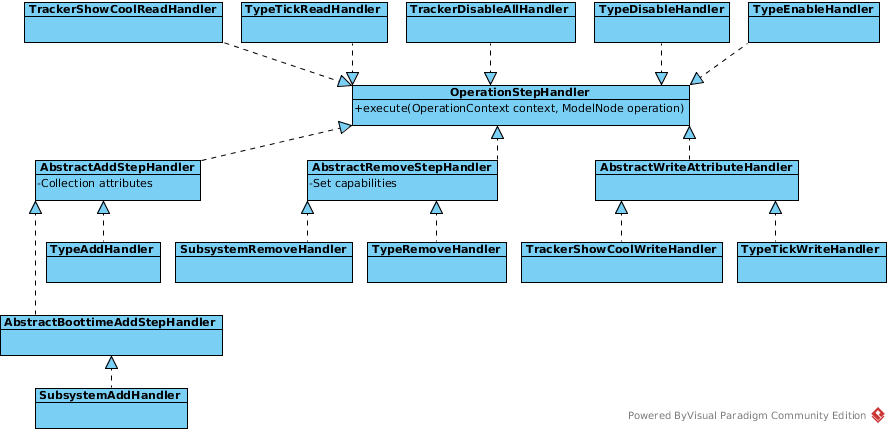 TrackerShowCoolReadHandler
TypeTickReadHandler
TrackerDisableAllHandler
TypeDisableHandler
TypeEnableHandler
OperationStepHandler
+execute(OperationContext context, ModelNode operation)
AbstractAddStepHandler
-Collection attributes
AbstractRemoveStepHandler
-Set capabilities
AbstractWriteAttributeHandler
TypeAddHandler
SubsystemRemoveHandler
TypeRemoveHandler
TrackerShowCoolWriteHandler
TypeTickWriteHandler
AbstractBoottimeAddStepHandler
SubsystemAddHandler
Powered ByVisual Paradigm Community Edition